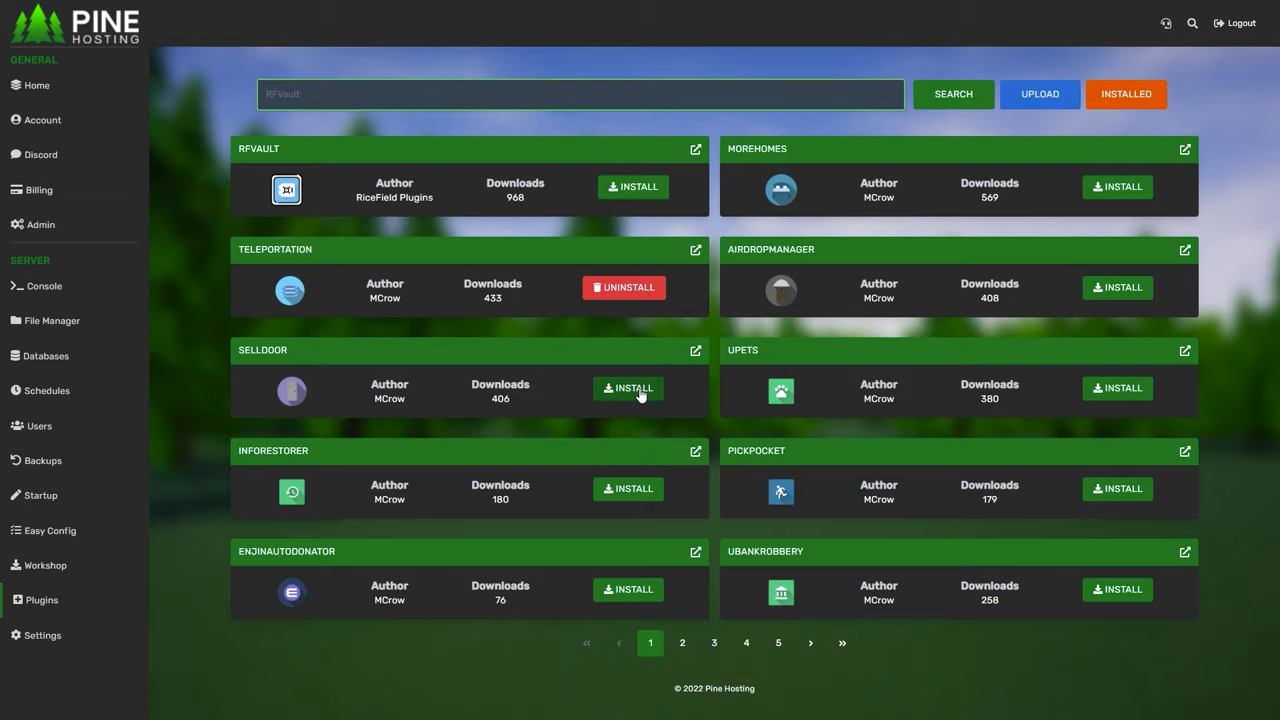 PINE
HOSTING
Logout
GENERAL
Home
Account
Discord
Billing
Admin
SERVER
Console
File Manager
Databases
Schedules
Users
Backups
Startup
Easy Config
Workshop
Plugins
Settings
RFVault
SEARCH
UPLOAD
INSTALLED
RFVAULT
Author
RiceField Plugins
Downloads
968
INSTALL
MOREHOMES
Author
MCrow
Downloads
569
INSTALL
TELEPORTATION
Author
MCrow
Downloads
433
UNINSTALL
AIRDROPMANAGER
Author
MCrow
Downloads
408
INSTALL
SELLDOOR
Author
MCrow
Downloads
406
INSTALL
UPETS
Author
MCrow
Downloads
380
INSTALL
INFORESTORER
Author
MCrow
Downloads
180
INSTALL
PICKPOCKET
Author
MCrow
Downloads
179
INSTALL
ENJINAUTODONATOR
Author
MCrow
Downloads
76
INSTALL
UBANKROBBERY
Author
MCrow
Downloads
258
INSTALL
« ‹ 1 2 3 4 5 › »
© 2022 Pine Hosting